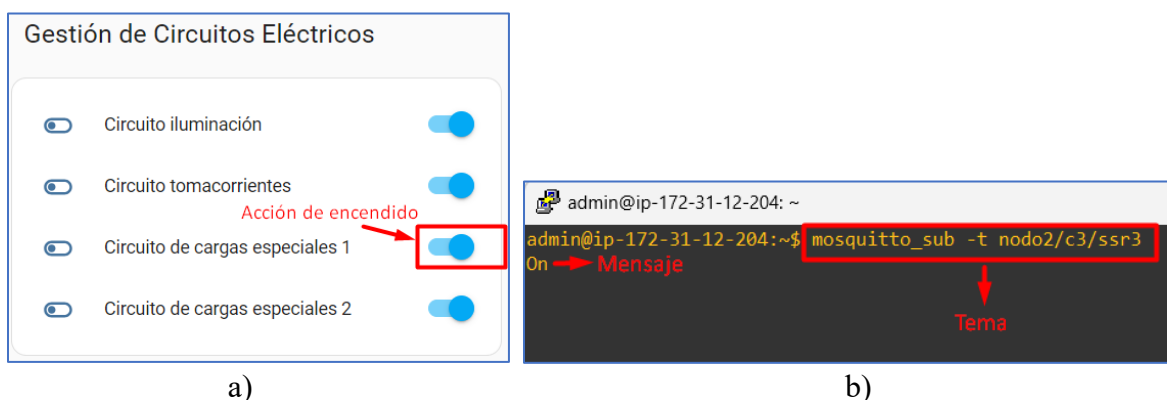 Gestión de Circuitos Eléctricos
Circuito iluminación
Circuito tomacorrientes
Acción de encendido
Circuito de cargas especiales 1
Circuito de cargas especiales 2
a)
admin@ip-172-31-12-204: ~
admin@ip-172-31-12-204:~$ mosquitto_sub -t nodo2/c3/ssr3
On Mensaje
Tema
b)